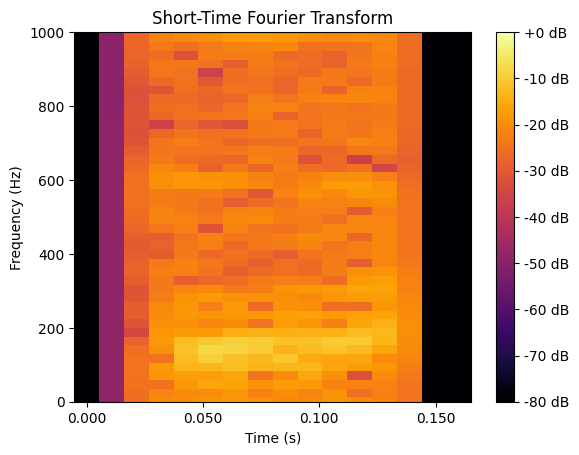 Short-Time Fourier Transform
1000
800
600
400
200
0
Frequency (Hz)
0.000
0.050
0.100
0.150
Time (s)
+0 dB
-10 dB
-20 dB
-30 dB
-40 dB
-50 dB
-60 dB
-70 dB
-80 dB